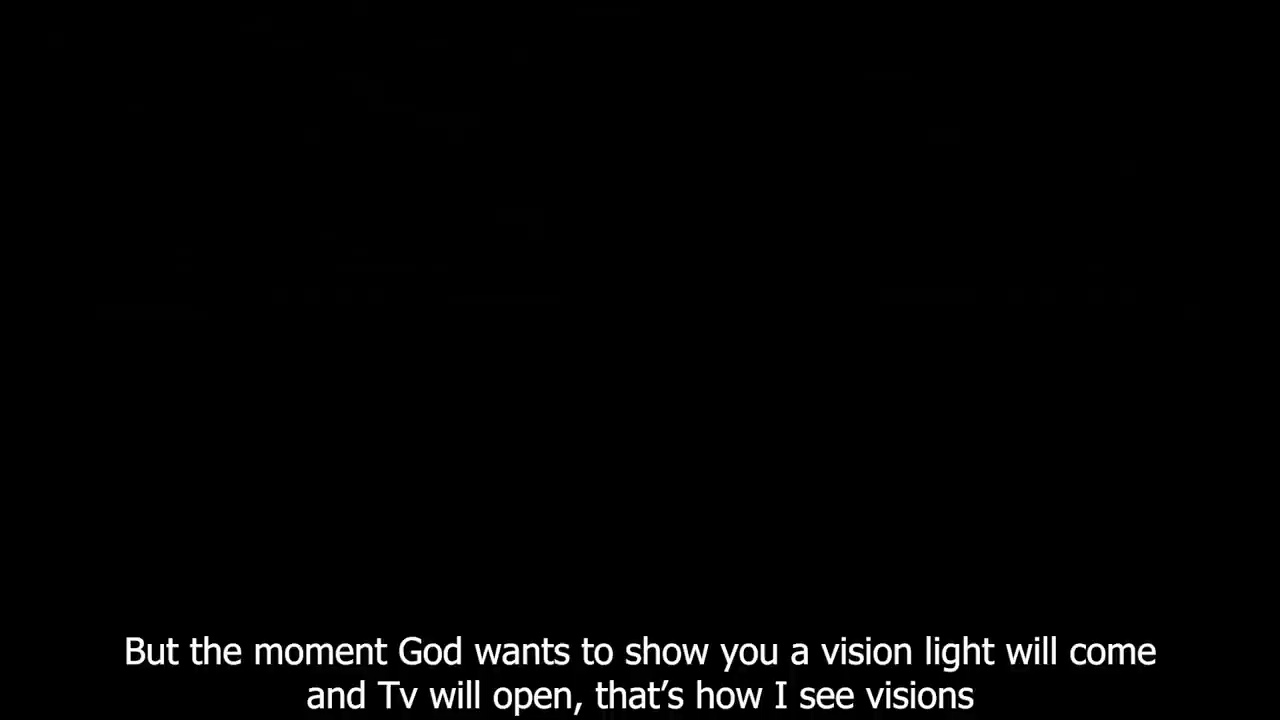 But the moment God wants to show you a vision light will come
and Tv will open, that’s how I see visions